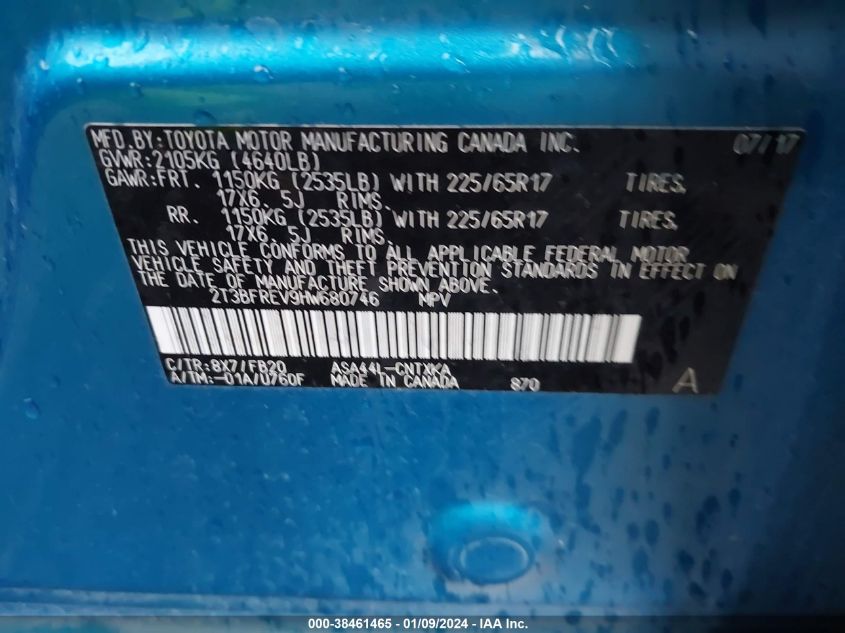 MFD.BY:TOYOTA MOTOR MANUFACTURING CANADA INC. 07/17
GVWR:2105KG (4640LB)
GAWR:FRT. 1150KG (2535LB) WITH 225/65R17 TIRES.
17X6. 5J RIMS.
RR. 1150KG (2535LB) WITH 225/65R17 TIRES.
17X6. 5J RIMS.
THIS VEHICLE CONFORMS TO ALL APPLICABLE FEDERAL MOTOR
VEHICLE SAFETY AND THEFT PREVENTION STANDARDS IN EFFECT ON
THE DATE OF MANUFACTURE SHOWN ABOVE.
2T3BFREV9HW680746 MPV
C/TR:8X7/FB20 ASA44L-CNTXKA
A/TM:-01A/U760F MADE IN CANADA 870 A
000-38461465 - 01/09/2024 - IAA Inc.